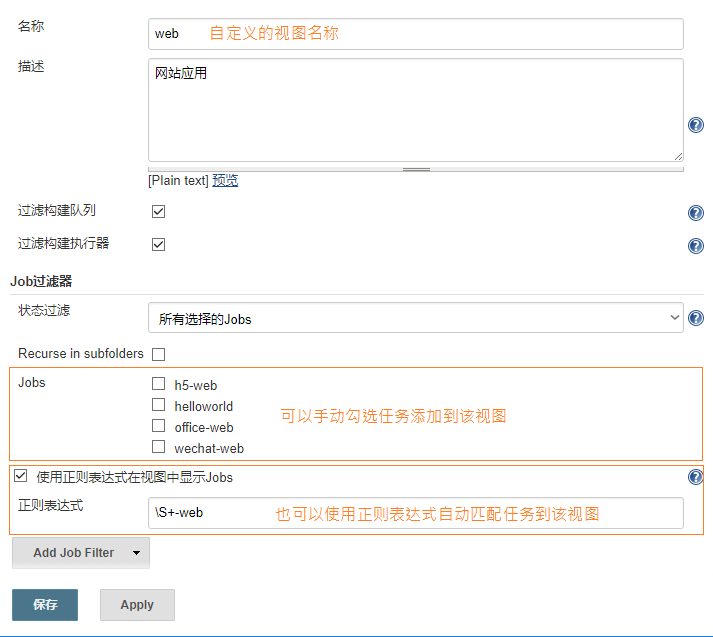 名称
web 自定义的视图名称
描述
网站应用
[Plain text] 预览
过滤构建队列
过滤构建执行器
Job过滤器
状态过滤
所有选择的Jobs
Recurse in subfolders
Jobs
h5-web
helloworld
可以手动勾选任务添加到该视图
office-web
wechat-web
使用正则表达式在视图中显示Jobs
正则表达式
\S+-web 也可以使用正则表达式自动匹配任务到该视图
Add Job Filter
保存 Apply